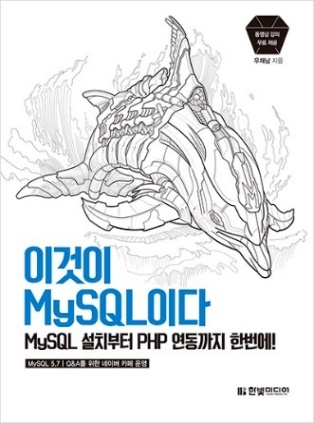 동영상 강의
무료 제공
우재남 지음
이것이
MySQL이다
MySQL 설치부터 PHP 연동까지 한번에!
MySQL 5.7 | Q&A를 위한 네이버 카페 운영
한빛미디어